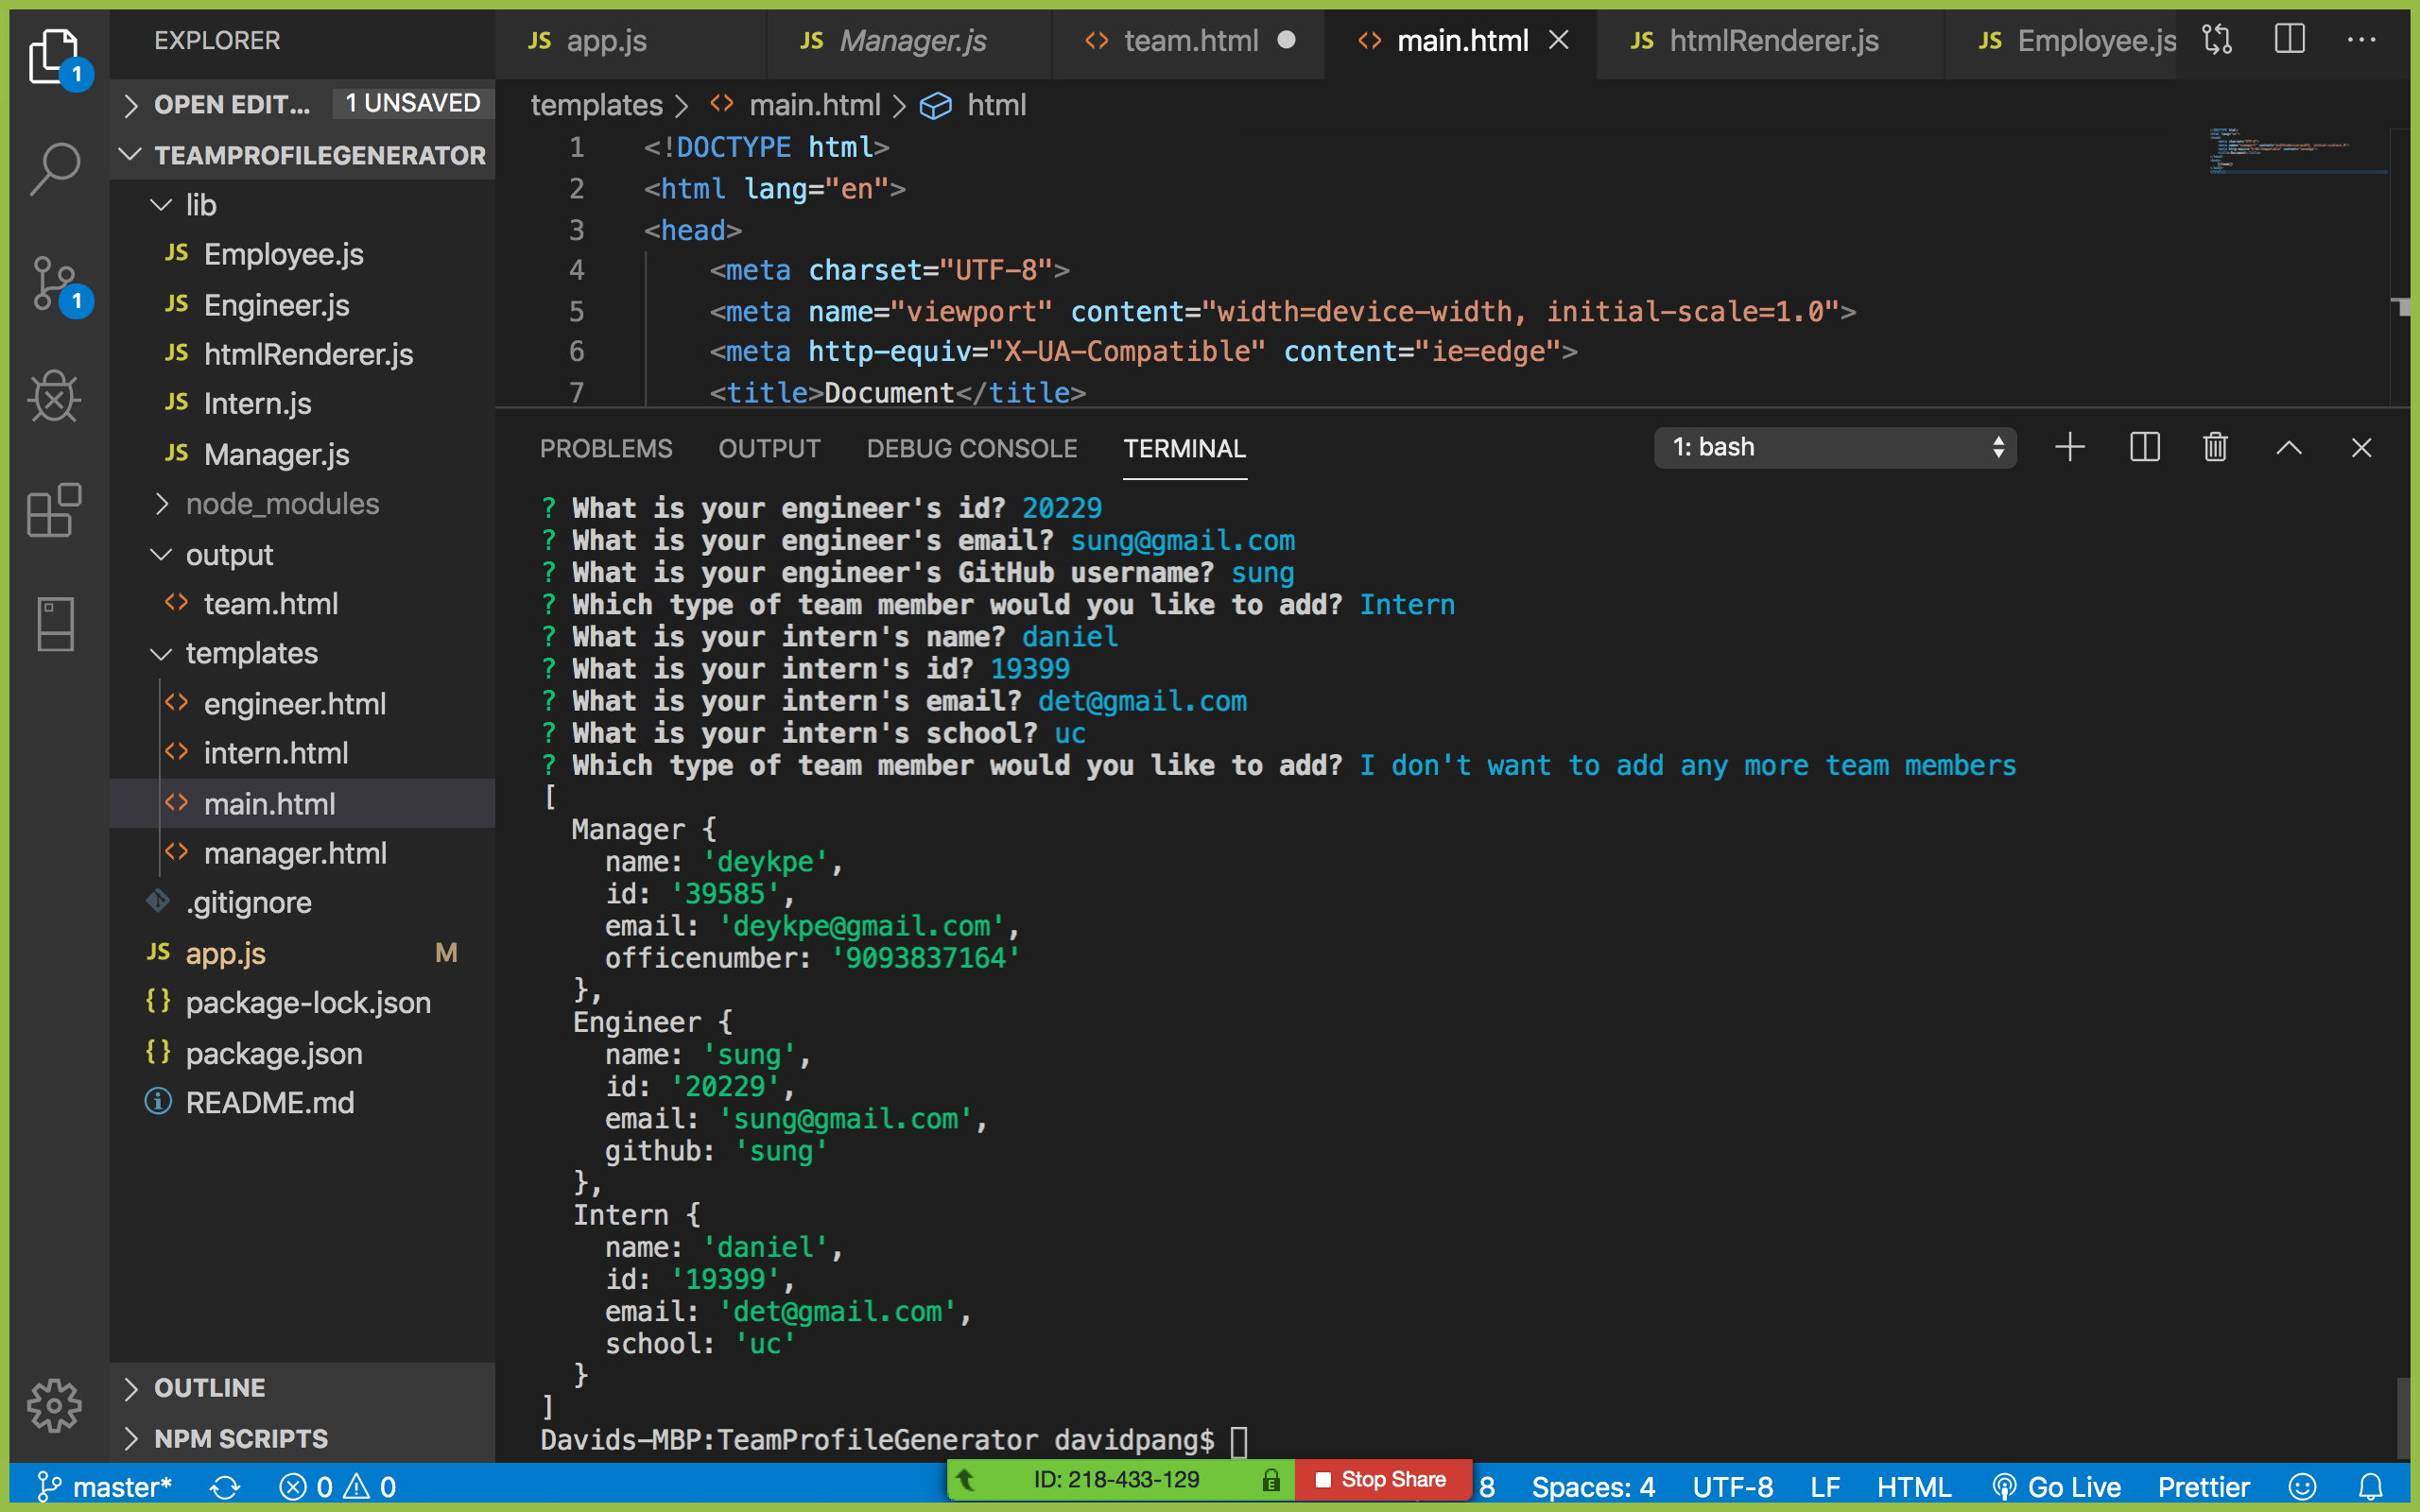 EXPLORER
1
OPEN EDIT... 1 UNSAVED
TEAMPROFILEGENERATOR
lib
JS Employee.js
JS Engineer.js
JS htmlRenderer.js
JS Intern.js
JS Manager.js
node_modules
output
<> team.html
templates
<> engineer.html
<> intern.html
<> main.html
<> manager.html
.gitignore
JS app.js M
{} package-lock.json
{} package.json
README.md
OUTLINE
NPM SCRIPTS
1
JS app.js
JS Manager.js
<> team.html
<> main.html
JS htmlRenderer.js
JS Employee.js
templates > <> main.html > html
1 <!DOCTYPE html>
2 <html lang="en">
3 <head>
4 <meta charset="UTF-8">
5 <meta name="viewport" content="width=device-width, initial-scale=1.0">
6 <meta http-equiv="X-UA-Compatible" content="ie=edge">
7 <title>Document</title>
PROBLEMS OUTPUT DEBUG CONSOLE TERMINAL 1: bash
? What is your engineer's id? 20229
? What is your engineer's email? sung@gmail.com
? What is your engineer's GitHub username? sung
? Which type of team member would you like to add? Intern
? What is your intern's name? daniel
? What is your intern's id? 19399
? What is your intern's email? det@gmail.com
? What is your intern's school? uc
? Which type of team member would you like to add? I don't want to add any more team members
[
Manager {
name: 'deykpe',
id: '39585',
email: 'deykpe@gmail.com',
officenumber: '9093837164'
},
Engineer {
name: 'sung',
id: '20229',
email: 'sung@gmail.com',
github: 'sung'
},
Intern {
name: 'daniel',
id: '19399',
email: 'det@gmail.com',
school: 'uc'
}
]
Davids-MBP:TeamProfileGenerator davidpang$
master* 0 0 ID: 218-433-129 Stop Share 8 Spaces: 4 UTF-8 LF HTML Go Live Prettier